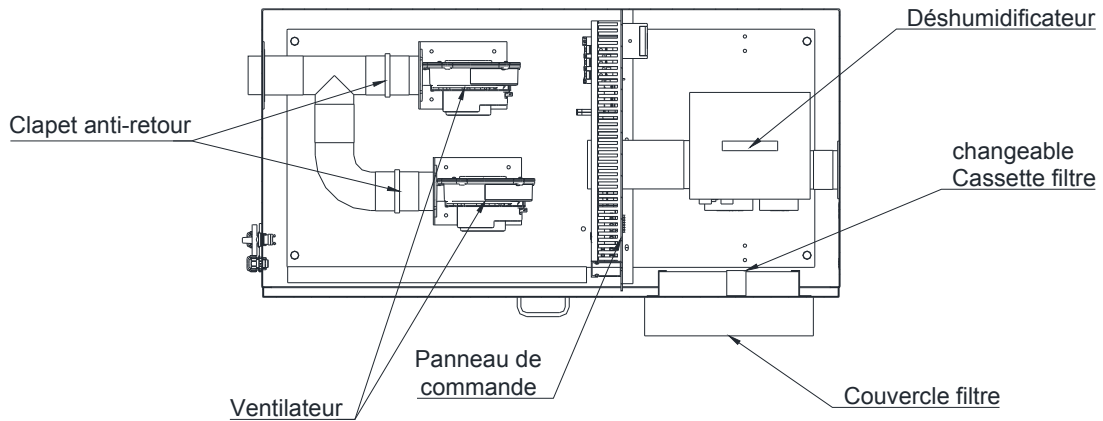 Déshumidificateur
Clapet anti-retour
changeable
Cassette filtre
Panneau de
commande
Couvercle filtre
Ventilateur